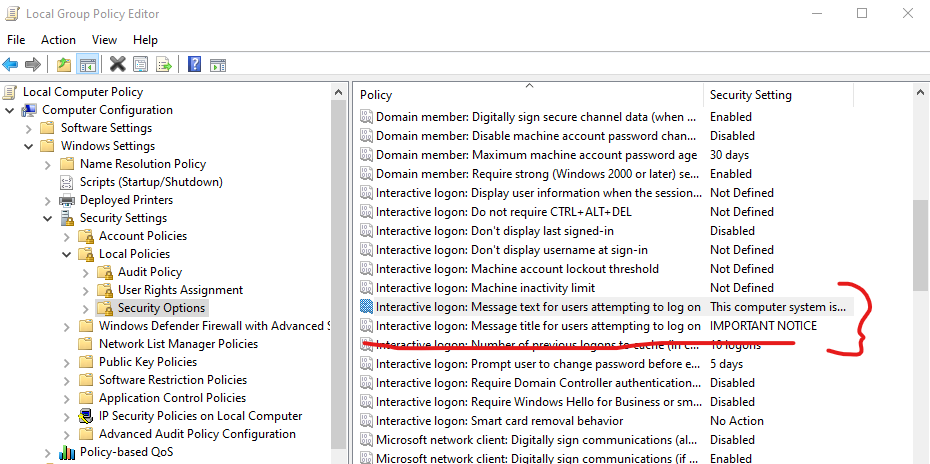 Local Group Policy Editor
File Action View Help
Local Computer Policy
Computer Configuration
Software Settings
Windows Settings
Name Resolution Policy
Scripts (Startup/Shutdown)
Deployed Printers
Security Settings
Account Policies
Local Policies
Audit Policy
User Rights Assignment
Security Options
Windows Defender Firewall with Advanced S
Network List Manager Policies
Public Key Policies
Software Restriction Policies
Application Control Policies
IP Security Policies on Local Computer
Advanced Audit Policy Configuration
Policy-based QoS
Policy Security Setting
Domain member: Digitally sign secure channel data (when ... Enabled
Domain member: Disable machine account password chan... Disabled
Domain member: Maximum machine account password age 30 days
Domain member: Require strong (Windows 2000 or later) se... Enabled
Interactive logon: Display user information when the session... Not Defined
Interactive logon: Do not require CTRL+ALT+DEL Not Defined
Interactive logon: Don't display last signed-in Disabled
Interactive logon: Don't display username at sign-in Not Defined
Interactive logon: Machine account lockout threshold Not Defined
Interactive logon: Machine inactivity limit Not Defined
Interactive logon: Message text for users attempting to log on This computer system is...
Interactive logon: Message title for users attempting to log on IMPORTANT NOTICE
Interactive logon: Number of previous logons to cache (in c... 10 logons
Interactive logon: Prompt user to change password before e... 5 days
Interactive logon: Require Domain Controller authentication... Disabled
Interactive logon: Require Windows Hello for Business or sm... Disabled
Interactive logon: Smart card removal behavior No Action
Microsoft network client: Digitally sign communications (al... Disabled
Microsoft network client: Digitally sign communications (if ... Enabled